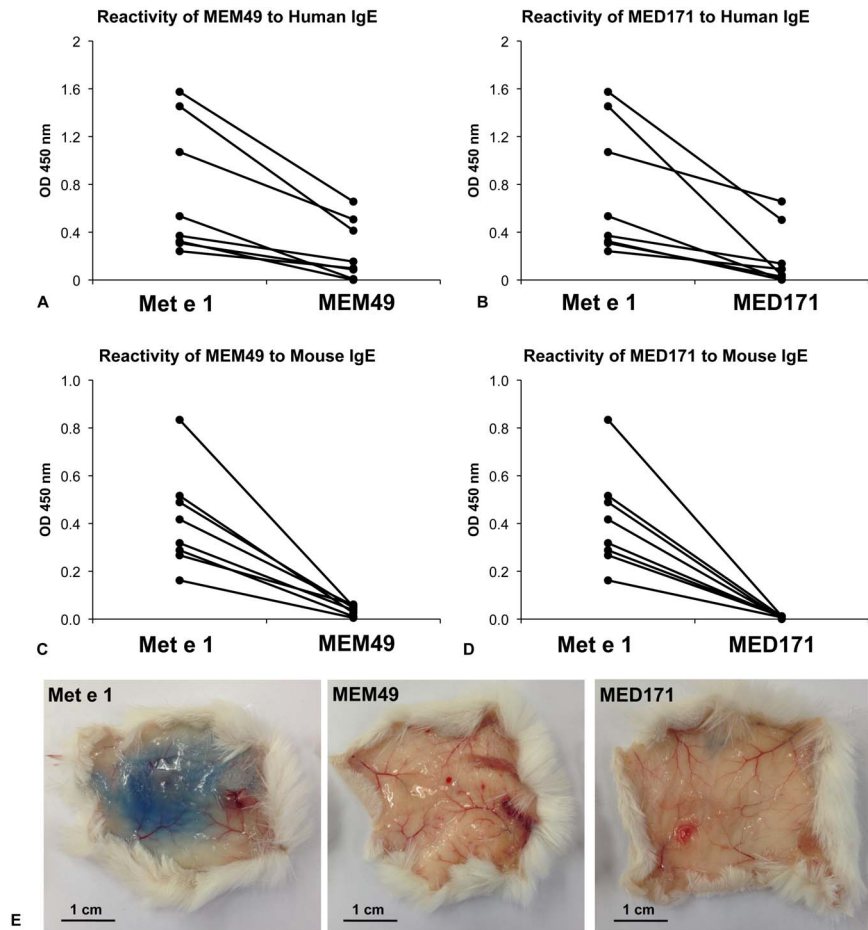 Reactivity of MEM49 to Human IgE
2
1.6
1.2
0.8
0.4
0
OD 450 nm
A
Met e 1
MEM49
Reactivity of MED171 to Human IgE
2
1.6
1.2
0.8
0.4
0
OD 450 nm
B
Met e 1
MED171
Reactivity of MEM49 to Mouse IgE
1.0
0.8
0.6
0.4
0.2
0.0
OD 450 nm
C
Met e 1
MEM49
Reactivity of MED171 to Mouse IgE
1.0
0.8
0.6
0.4
0.2
0.0
OD 450 nm
D
Met e 1
MED171
Met e 1
MEM49
MED171
1 cm
1 cm
1 cm
E